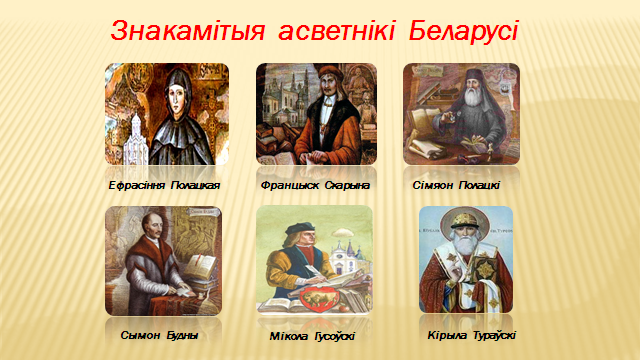 Знакамітыя асветнікі Беларусі
Ефрасіння Полацкая
Францыск Скарына
Сімяон Полацкі
Сымон Будны
Мікола Гусоўскі
Кірыла Тураўскі